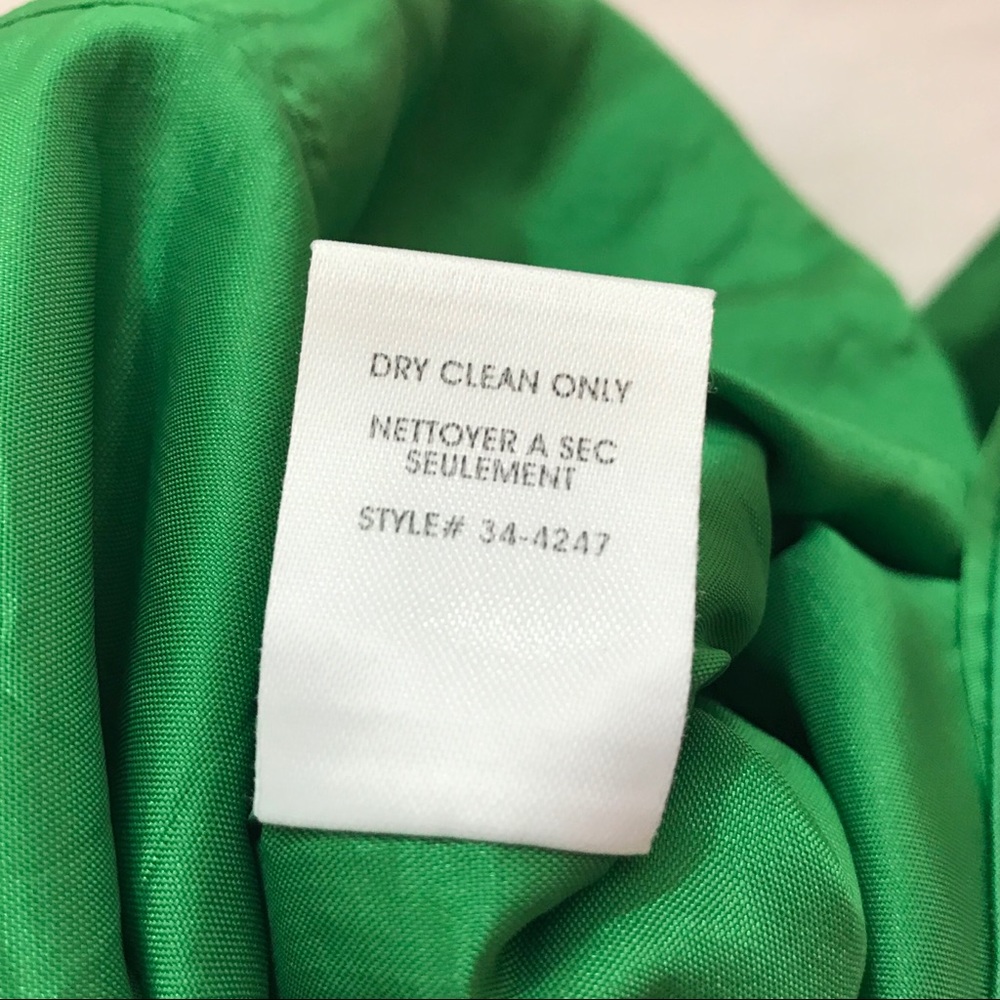 DRY CLEAN ONLY
NETTOYER A SEC
SEULEMENT
STYLE# 34-4247